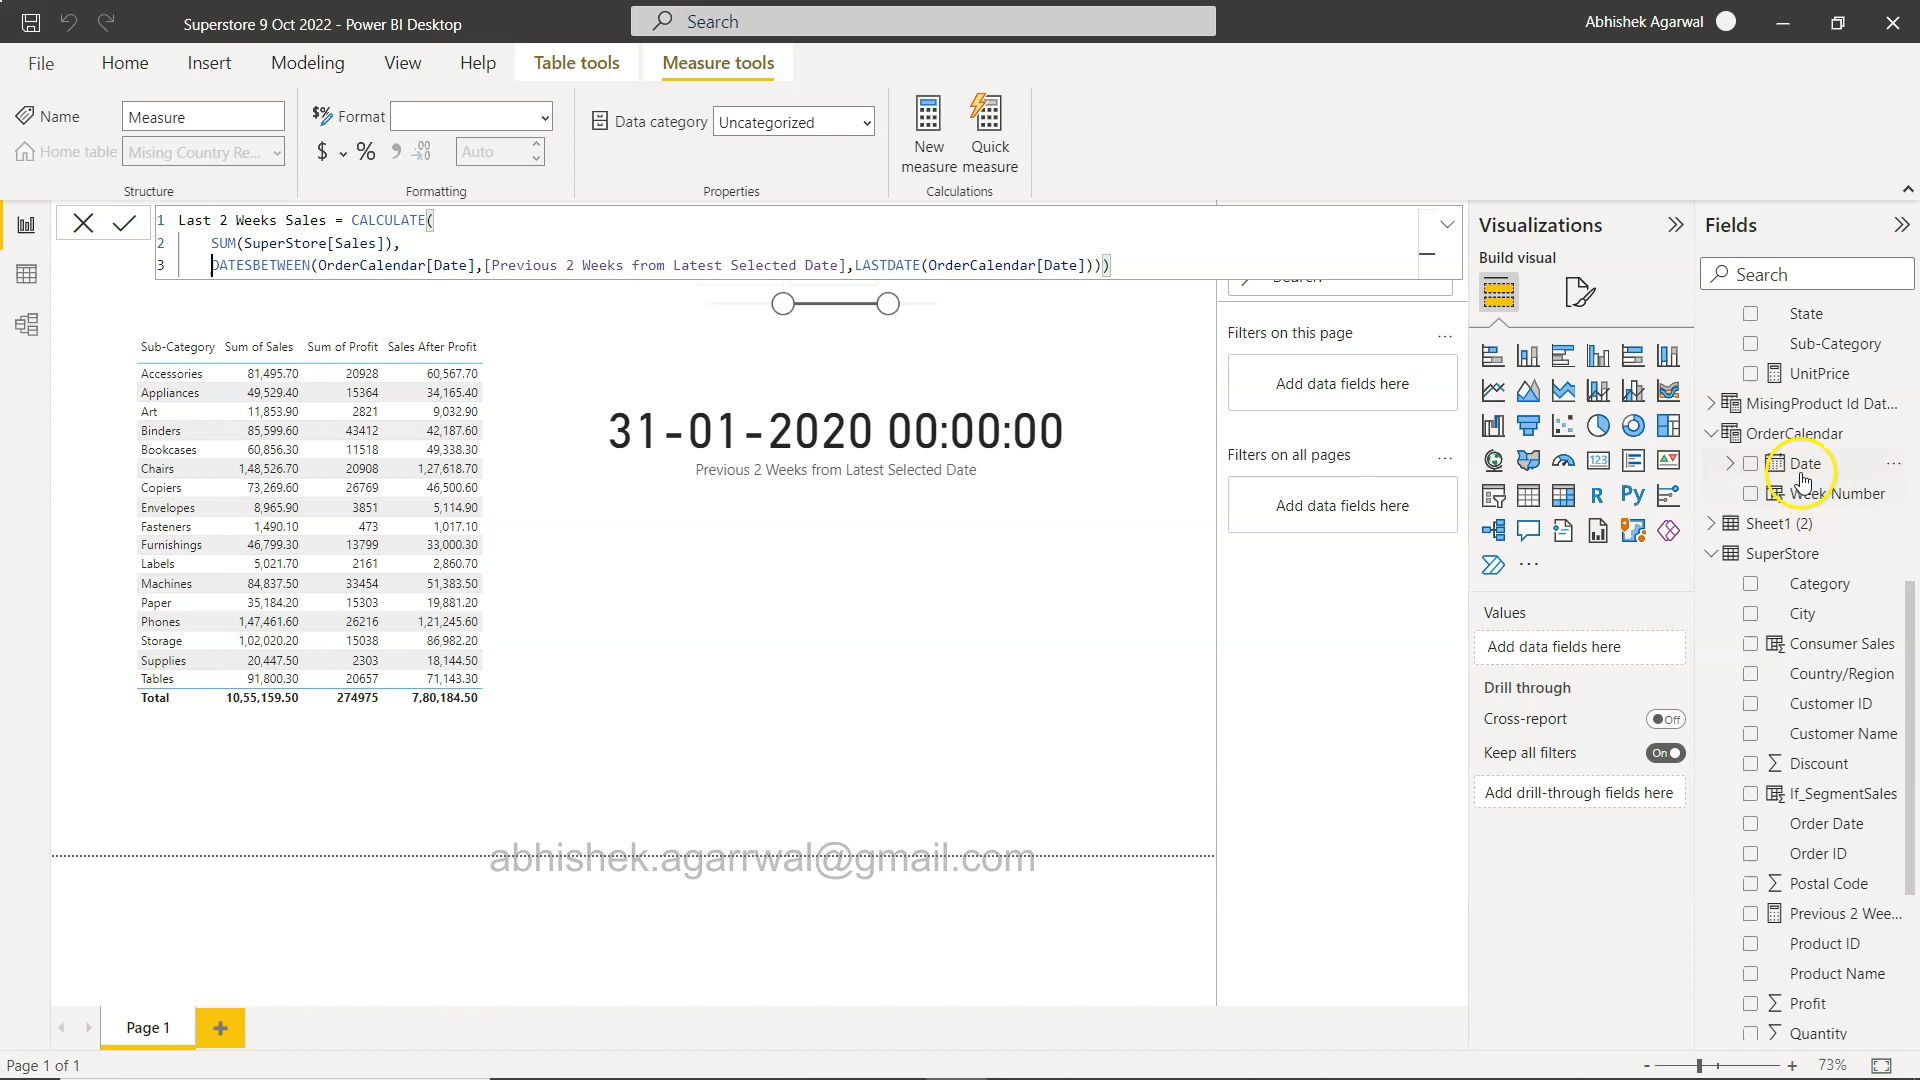 Superstore 9 Oct 2022 - Power BI Desktop
Search
Abhishek Agarwal
File Home Insert Modeling View Help Table tools Measure tools
Name Measure
Home table Mising Country Re...
Structure
Format
$ % Auto
Formatting
Data category Uncategorized
Properties
New measure
Quick measure
Calculations
1 Last 2 Weeks Sales = CALCULATE(
2 SUM(SuperStore[Sales]),
3 DATESBETWEEN(OrderCalendar[Date],[Previous 2 Weeks from Latest Selected Date],LASTDATE(OrderCalendar[Date])))
Sub-Category Sum of Sales Sum of Profit Sales After Profit
Accessories 81,495.70 20928 60,567.70
Appliances 49,529.40 15364 34,165.40
Art 11,853.90 2821 9,032.90
Binders 85,599.60 43412 42,187.60
Bookcases 60,856.30 11518 49,338.30
Chairs 1,48,526.70 20908 1,27,618.70
Copiers 73,269.60 26769 46,500.60
Envelopes 8,965.90 3851 5,114.90
Fasteners 1,490.10 473 1,017.10
Furnishings 46,799.30 13799 33,000.30
Labels 5,021.70 2161 2,860.70
Machines 84,837.50 33454 51,383.50
Paper 35,184.20 15303 19,881.20
Phones 1,47,461.60 26216 1,21,245.60
Storage 1,02,020.20 15038 86,982.20
Supplies 20,447.50 2303 18,144.50
Tables 91,800.30 20657 71,143.30
Total 10,55,159.50 274975 7,80,184.50
31-01-2020 00:00:00
Previous 2 Weeks from Latest Selected Date
abhishek.agarrwal@gmail.com
Search
Filters on this page ...
Add data fields here
Filters on all pages ...
Add data fields here
Visualizations
Build visual
123
R
Py
...
Values
Add data fields here
Drill through
Cross-report Off
Keep all filters On
Add drill-through fields here
Fields
Search
State
Sub-Category
UnitPrice
MisingProduct Id Dat...
OrderCalendar
Date ...
Week Number
Sheet1 (2)
SuperStore
Category
City
Consumer Sales
Country/Region
Customer ID
Customer Name
Discount
If_SegmentSales
Order Date
Order ID
Postal Code
Previous 2 Wee...
Product ID
Product Name
Profit
Quantity
Page 1
Page 1 of 1
- + 73%